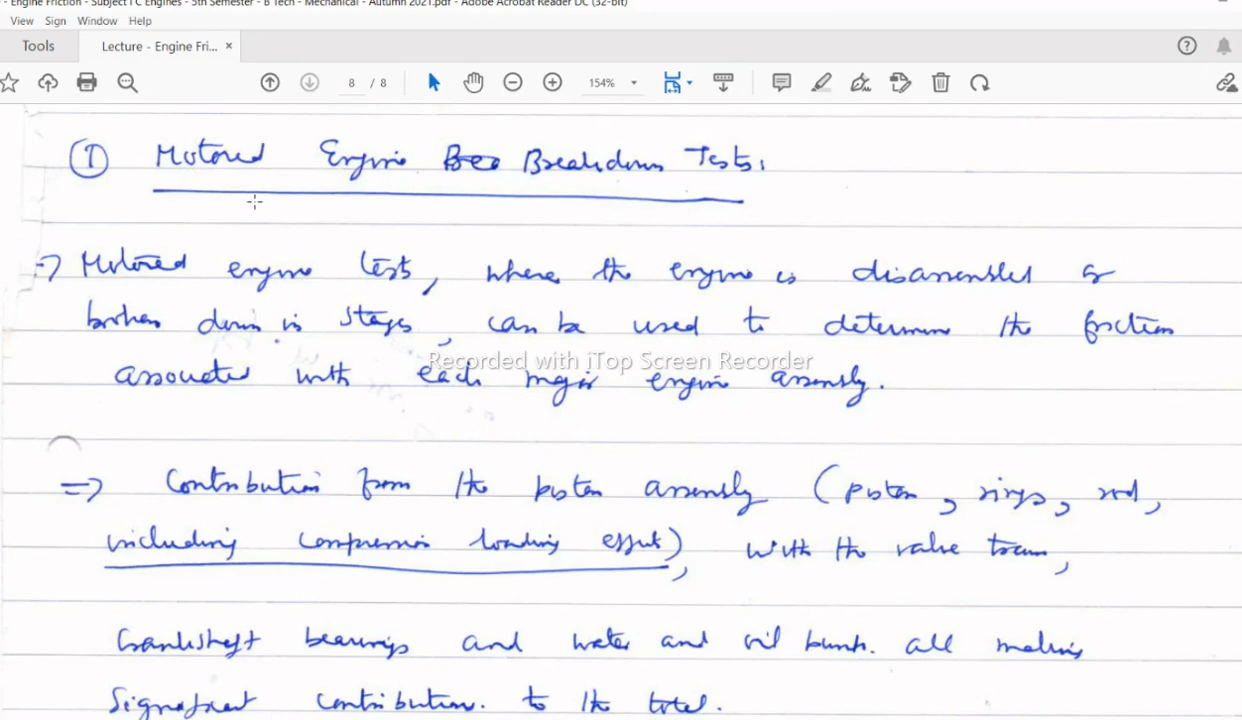 - Engine Friction - Subject I C Engines - 5th Semester - B Tech - Mechanical - Autumn 2021.pdf - Adobe Acrobat Reader DC (32-bit)
View Sign Window Help
Tools Lecture - Engine Fri... ×
8 / 8 154%
① Motored Engine Bre Breakdown Tests:
⇒ Motored engine test, where the engine is disassembled or
broken down in stages, can be used to determine the friction
Recorded with iTop Screen Recorder
associated with each major engine assembly.
⇒ Contribution from the piston assembly (piston, rings, rod,
including compression loading effect), with the valve train,
Crankshaft bearings and water and oil pump. all making
Significant contribution. to the total.